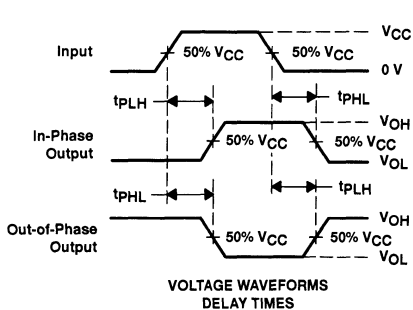 VCC
Input
50% VCC
50% VCC
0 V
tPLH
tPHL
VOH
In-Phase
Output
50% VCC
50% VCC
VOL
tPHL
tPLH
VOH
Out-of-Phase
Output
50% VCC
50% VCC
VOL
VOLTAGE WAVEFORMS
DELAY TIMES